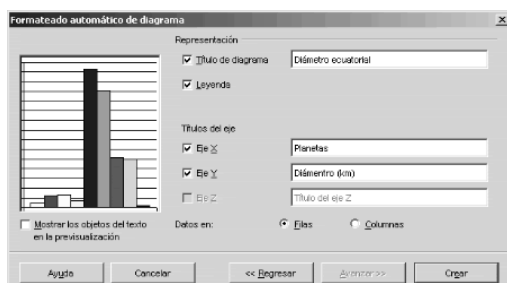 Formateado automático de diagrama
Representación
Título de diagrama Diámetro ecuatorial
Leyenda
Títulos del eje
Eje X Planetas
Eje Y Diámentro (km)
Eje Z Título del eje Z
Mostrar los objetos del texto
en la previsualización
Datos en: Filas Columnas
Ayuda Cancelar << Regresar Avanzar >> Crear